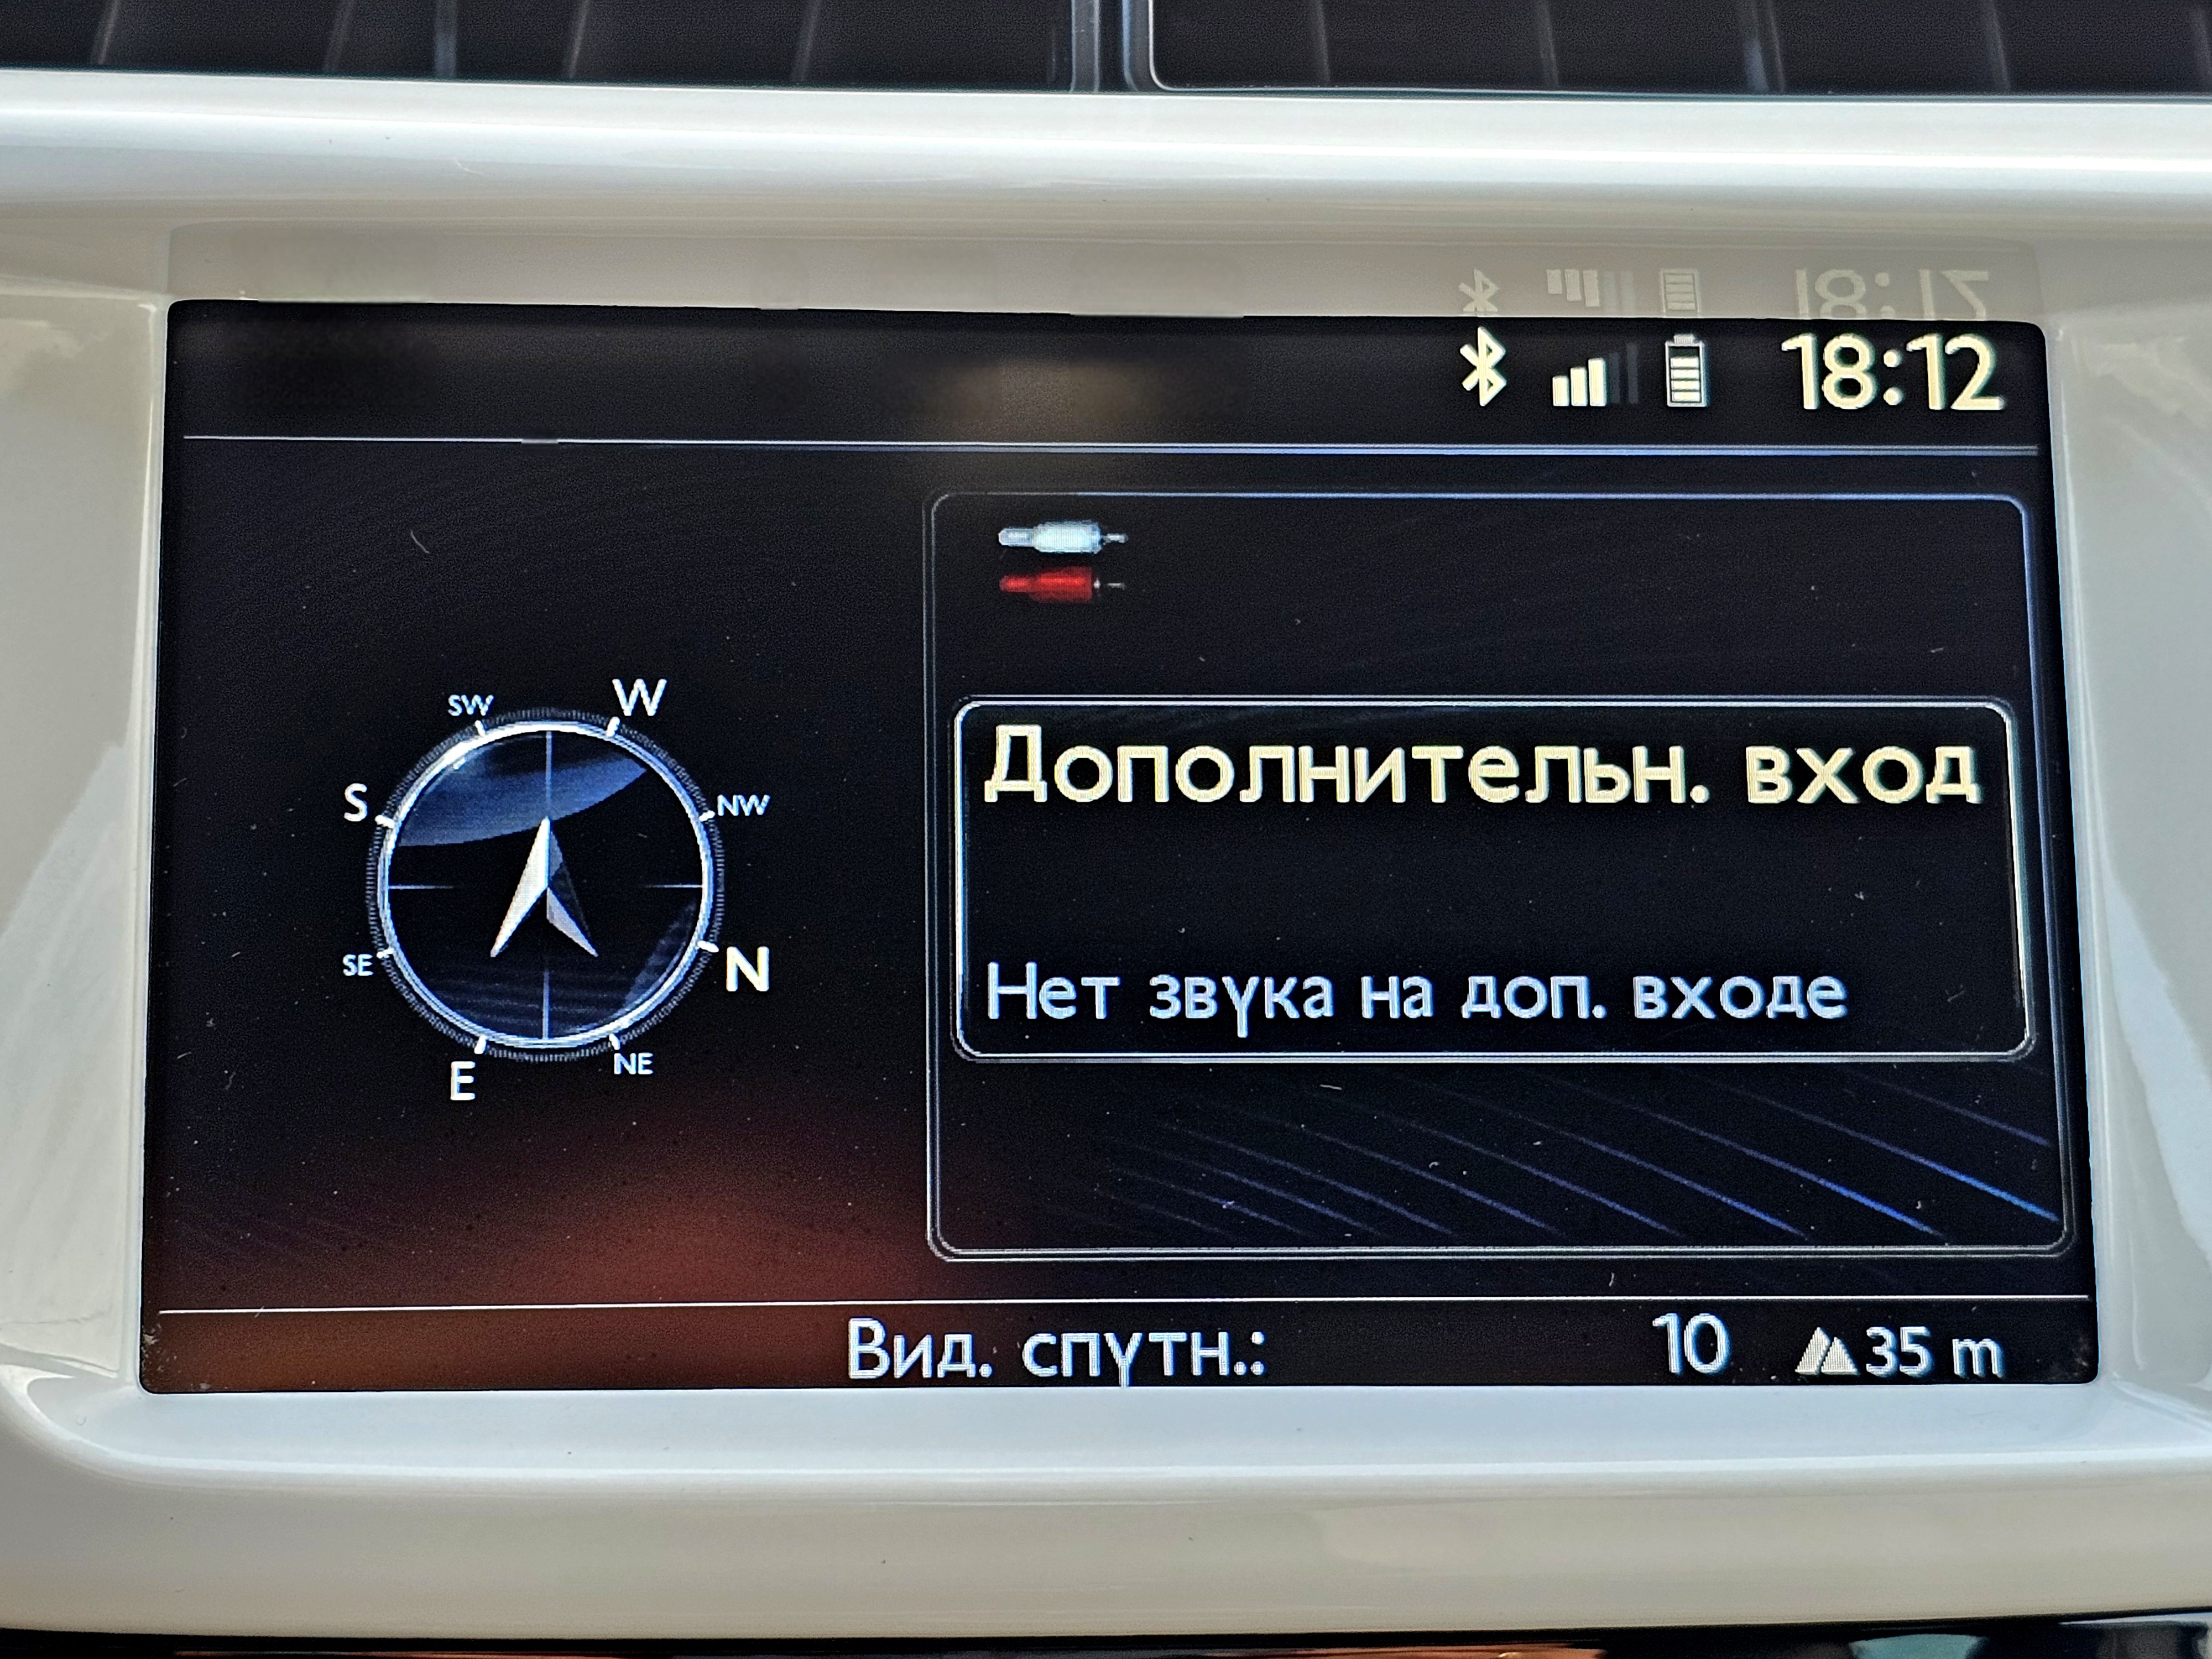 18:12
SW W
S NW
SE N
E NE
Дополнительн. вход
Нет звука на доп. входе
Вид. спутн.: 10 35 m